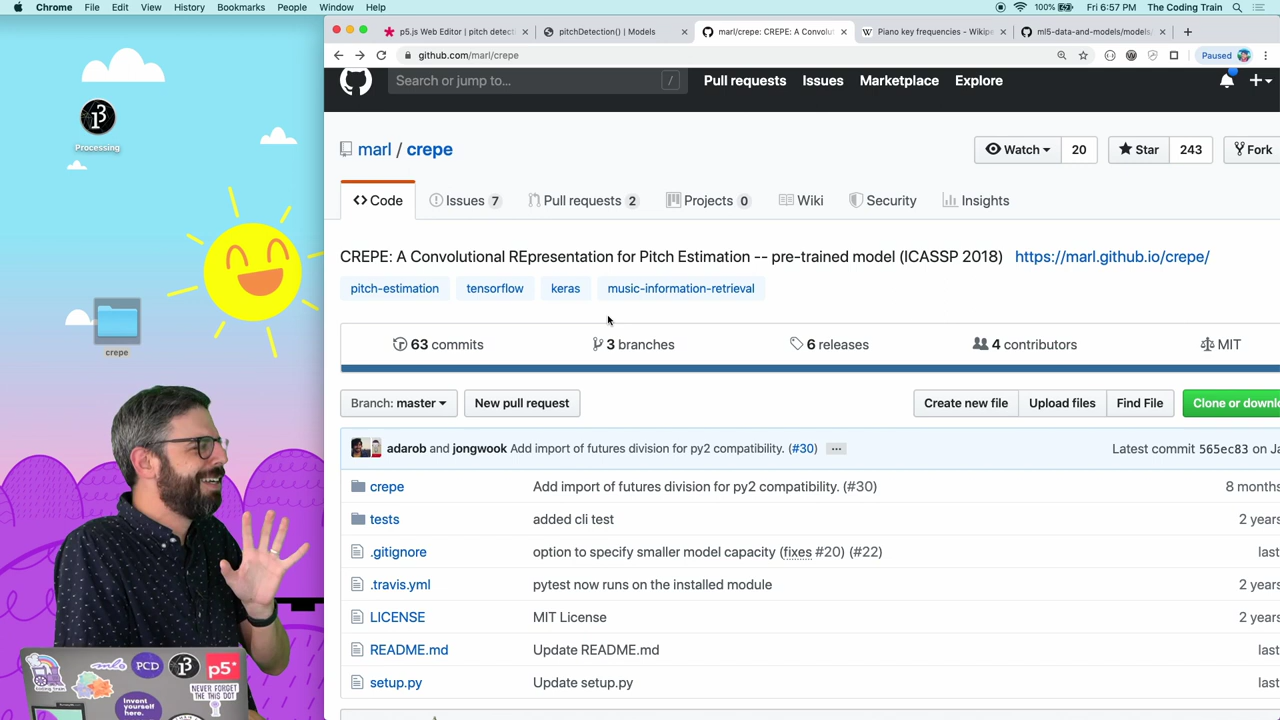 Chrome File Edit View History Bookmarks People Window Help
100% Fri 6:57 PM The Coding Train
p5.js Web Editor | pitch detect
pitchDetection() | Models
marl/crepe: CREPE: A Convolut
Piano key frequencies - Wikipe
ml5-data-and-models/models/
github.com/marl/crepe
Paused
Search or jump to... /
Pull requests Issues Marketplace Explore
marl / crepe
Watch 20 Star 243 Fork
Code Issues 7 Pull requests 2 Projects 0 Wiki Security Insights
CREPE: A Convolutional REpresentation for Pitch Estimation -- pre-trained model (ICASSP 2018) https://marl.github.io/crepe/
pitch-estimation tensorflow keras music-information-retrieval
63 commits 3 branches 6 releases 4 contributors MIT
Branch: master New pull request Create new file Upload files Find File Clone or downlo
adarob and jongwook Add import of futures division for py2 compatibility. (#30) ... Latest commit 565ec83 on Ja
crepe Add import of futures division for py2 compatibility. (#30) 8 months
tests added cli test 2 years
.gitignore option to specify smaller model capacity (fixes #20) (#22) last
.travis.yml pytest now runs on the installed module 2 years
LICENSE MIT License 2 years
README.md Update README.md last
setup.py Update setup.py last
Processing
crepe
PCD
p5*
NEVER FORGET
THE THIS DOT
Invent
yourself
here.